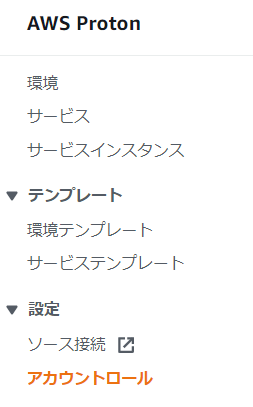 AWS Proton
環境
サービス
サービスインスタンス
テンプレート
環境テンプレート
サービステンプレート
設定
ソース接続
アカウントロール